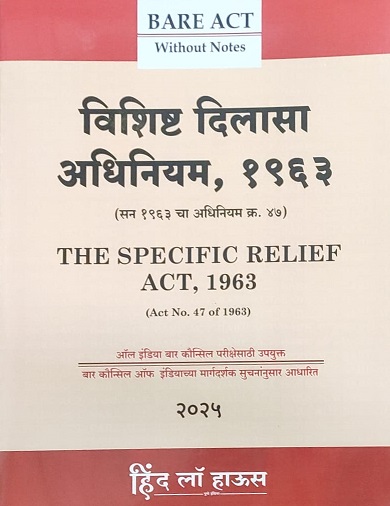 BARE ACT
Without Notes
विशिष्ट दिलासा
अधिनियम, १९६३
(सन १९६३ चा अधिनियम क्र. ४७)
THE SPECIFIC RELIEF
ACT, 1963
(Act No. 47 of 1963)
ऑल इंडिया बार कौन्सिल परीक्षेसाठी उपयुक्त
बार कौन्सिल ऑफ इंडियाच्या मार्गदर्शक सुचनांनुसार आधारित
२०२५
हिंद लॉ हाऊस